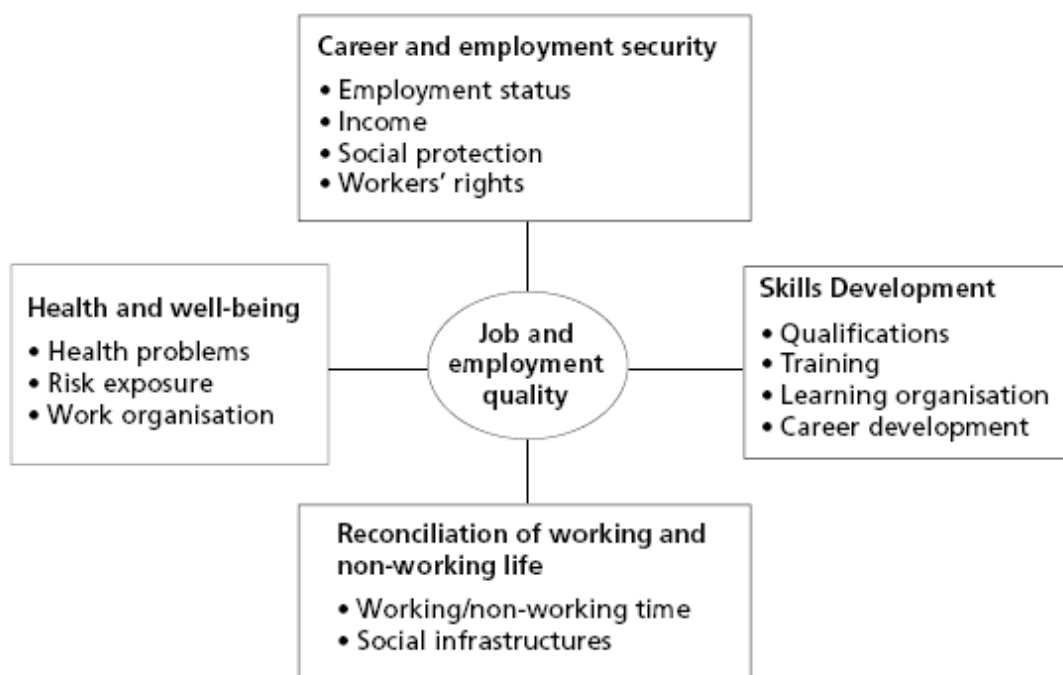 Career and employment security
• Employment status
• Income
• Social protection
• Workers’ rights
Health and well-being
• Health problems
• Risk exposure
• Work organisation
Job and
employment
quality
Skills Development
• Qualifications
• Training
• Learning organisation
• Career development
Reconciliation of working and
non-working life
• Working/non-working time
• Social infrastructures